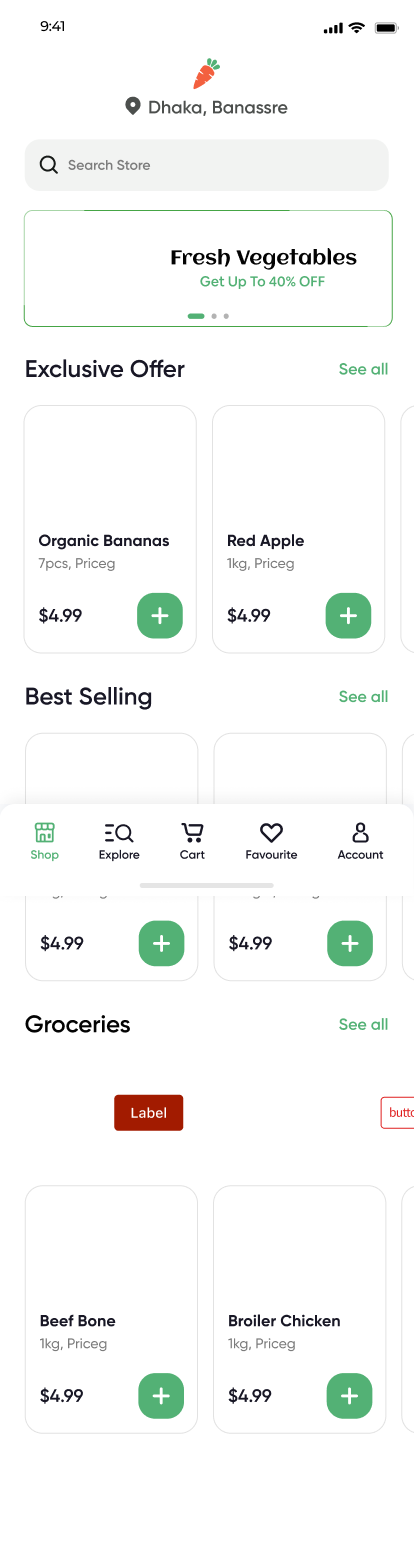 9:41
Dhaka, Banassre
Search Store
Fresh Vegetables
Get Up To 40% OFF
Exclusive Offer
See all
Organic Bananas
Red Apple
7pcs, Priceg
1kg, Priceg
$4.99
$4.99
Best Selling
See all
Shop
Explore
Cart
Favourite
Account
$4.99
$4.99
Groceries
See all
Label
Beef Bone
Broiler Chicken
1kg, Priceg
1kg, Priceg
$4.99
$4.99